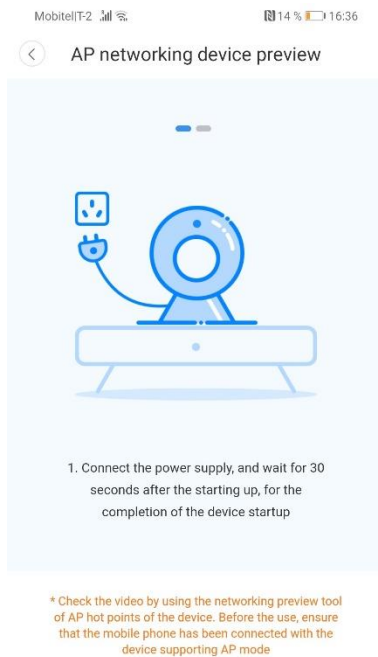 Mobitel|T-2 14 % 16:36
AP networking device preview
1. Connect the power supply, and wait for 30
seconds after the starting up, for the
completion of the device startup
* Check the video by using the networking preview tool
of AP hot points of the device. Before the use, ensure
that the mobile phone has been connected with the
device supporting AP mode